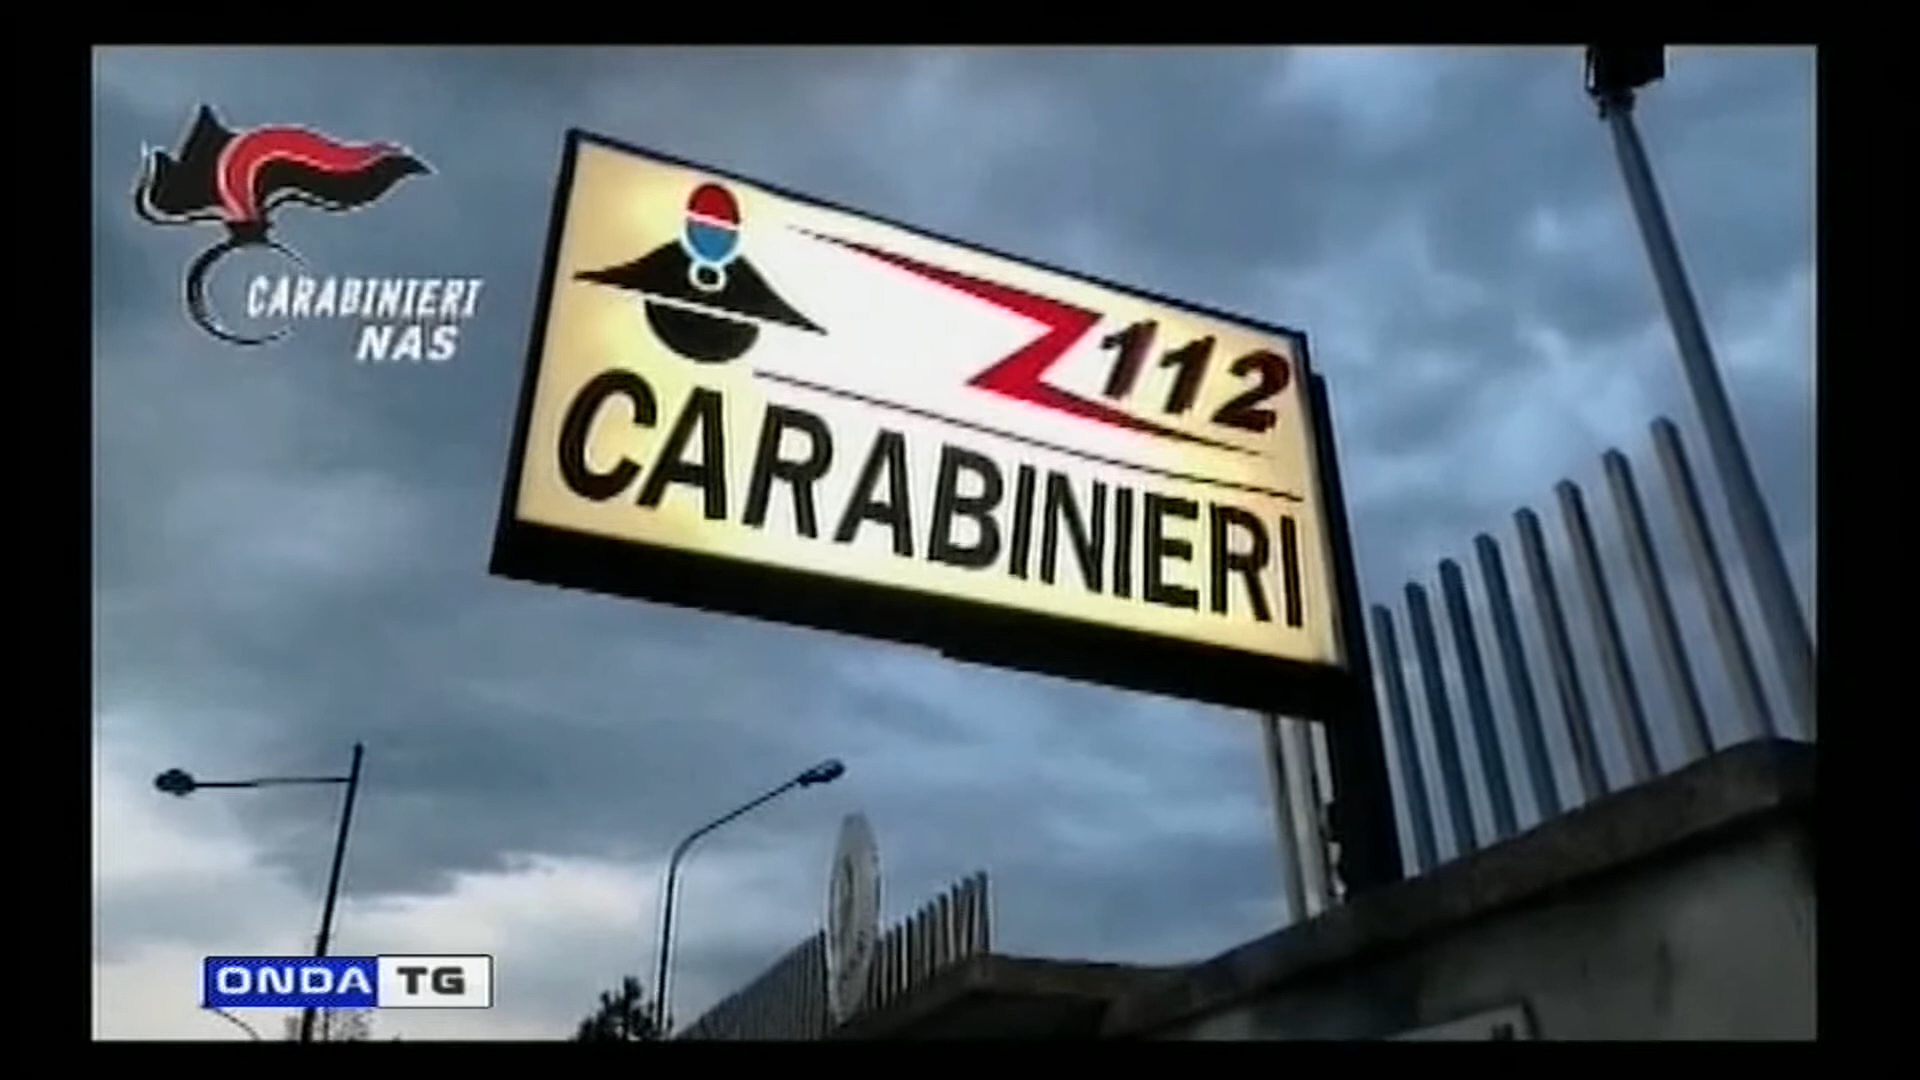 CARABINIERI
NAS
112
CARABINIERI
ONDA TG